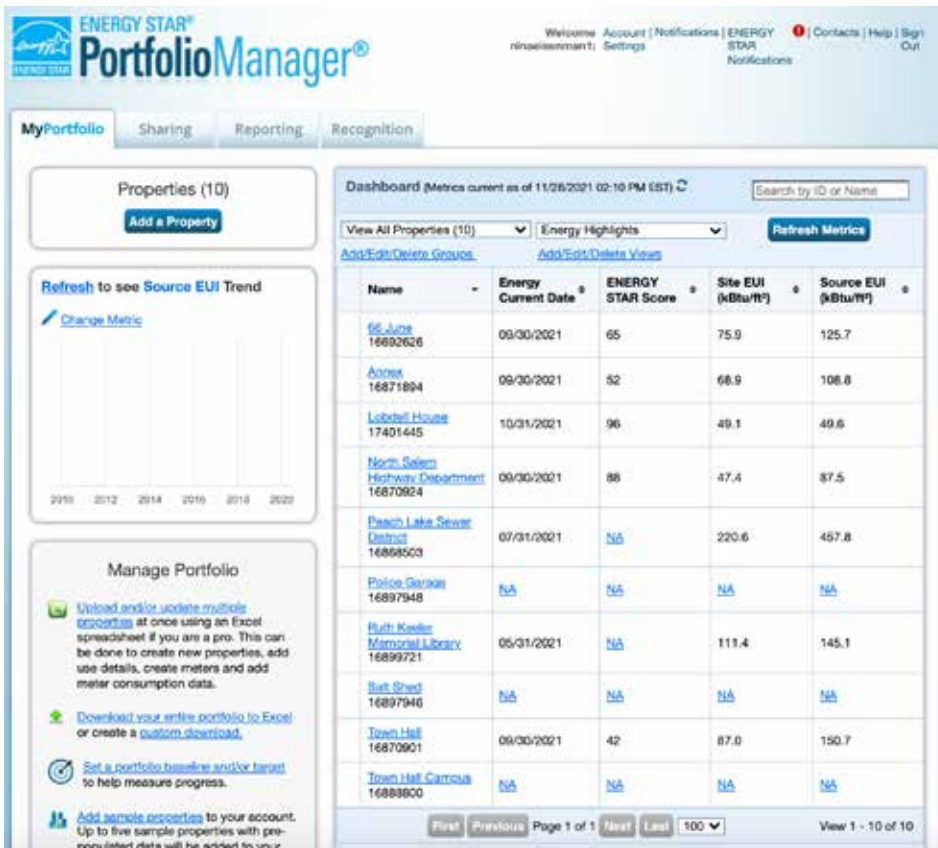 ENERGY STAR®
PortfolioManager®
ENERGY STAR
Welcome Account | Notifications | ENERGY | Contacts | Help | Sign
Settings STAR Out
Notifications
MyPortfolio Sharing Reporting Recognition
Properties (10)
Add a Property
Refresh to see Source EUI Trend
Change Metric
2010 2012 2014 2016 2018 2020
Manage Portfolio
Upload and/or update multiple
properties at once using an Excel
spreadsheet if you are a pro. This can
be done to create new properties, add
use details, create meters and add
meter consumption data.
Download your entire portfolio to Excel
or create a custom download.
Set a portfolio baseline and/or target
to help measure progress.
Add sample properties to your account.
Up to five sample properties with pre-
populated data will be added to your
Dashboard (Metrics current as of 11/28/2021 02:10 PM EST)
Search by ID or Name
View All Properties (10) Energy Highlights Refresh Metrics
Add/Edit/Delete Groups Add/Edit/Delete Views
Name Energy ENERGY Site EUI Source EUI
Current Date STAR Score (kBtu/ft²) (kBtu/ft²)
66 June
16692626 09/30/2021 65 75.9 125.7
Annex
16871894 09/30/2021 52 68.9 108.8
Lobdell House
17401445 10/31/2021 96 49.1 49.6
North Salem
Highway Department 09/30/2021 88 47.4 87.5
16870924
Peach Lake Sewer
District 07/31/2021 NA 220.6 457.8
16868503
Police Garage
16897948 NA NA NA NA
Ruth Keeler
Memorial Library 05/31/2021 NA 111.4 145.1
16899721
Salt Shed
16897946 NA NA NA NA
Town Hall
16870901 09/30/2021 42 87.0 150.7
Town Hall Campus
16888800 NA NA NA NA
First Previous Page 1 of 1 Next Last 100 View 1 - 10 of 10